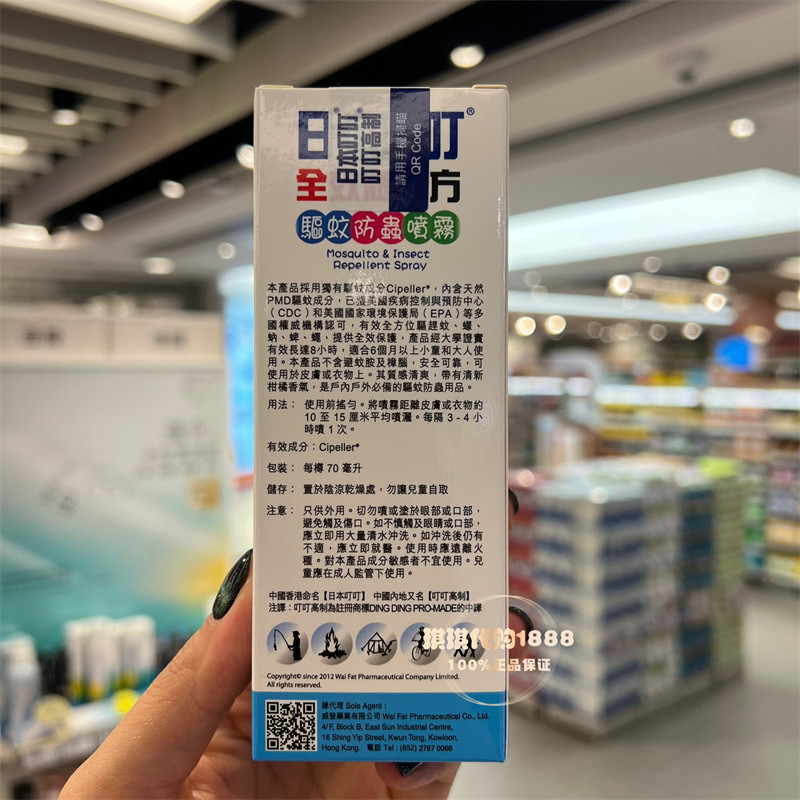 日
叮®
日本叮叮®
叮叮高制®
請用手機掃瞄
QR Code
全
方
驅蚊防蟲噴霧
Mosquito & Insect
Repellent Spray
本產品採用獨有驅蚊成分Cipeller®，內含天然
PMD驅蚊成分，已獲美國疾病控制與預防中心
（CDC）和美國國家環境保護局（EPA）等多
國權威機構認可，有效全方位驅趕蚊、蠓、
蚋、蜱、蠅，提供全效保護，產品經大學證實
有效長達8小時，適合6個月以上小童和大人使
用。本產品不含避蚊胺及樟腦，安全可靠，可
使用於皮膚或衣物上。其質感清爽，帶有清新
柑橘香氣，是戶內戶外必備的驅蚊防蟲用品。
用法： 使用前搖勻。將噴霧距離皮膚或衣物約
10 至 15 厘米平均噴灑。每隔 3 - 4 小
時噴 1 次。
有效成分：Cipeller®
包裝： 每樽 70 毫升
儲存： 置於陰涼乾燥處，勿讓兒童自取
注意： 只供外用。切勿噴或塗於眼部或口部，
避免觸及傷口。如不慎觸及眼睛或口部，
應立即用大量清水沖洗。如沖洗後仍有
不適，應立即就醫。使用時應遠離火
種。對本產品成分敏感者不宜使用。兒
童應在成人監管下使用。
中國香港命名【日本叮叮】 中國內地又名【叮叮高制】
注譯：叮叮高制為註冊商標DING DING PRO-MADE的中譯
琪琪代购1888
100%正品保证
Copyright© since 2012 Wai Fat Pharmaceutical Company Limited.
All rights reserved.
總代理 Sole Agent :
威發藥業有限公司 Wai Fat Pharmaceutical Co., Ltd.
4/ F, Block B, East Sun Industrial Centre,
16 Shing Yip Street, Kwun Tong, Kowloon,
Hong Kong. 電話 Tel : (852) 2787 0066